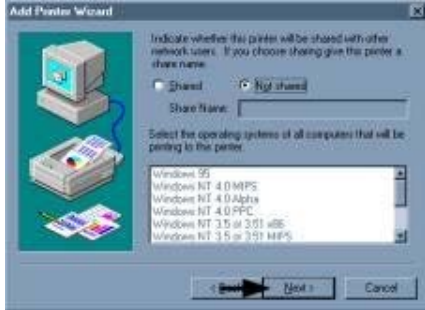 Add Printer Wizard
Indicate whether this printer will be shared with other
network users. If you choose sharing give this printer a
share name.
Shared
Not shared
Share Name:
Select the operating systems of all computers that will be
printing to this printer.
Windows 95
Windows NT 4.0 MIPS
Windows NT 4.0 Alpha
Windows NT 4.0 PPC
Windows NT 3.5 or 3.51 x86
Windows NT 3.5 or 3.51 MIPS
Next >
Cancel